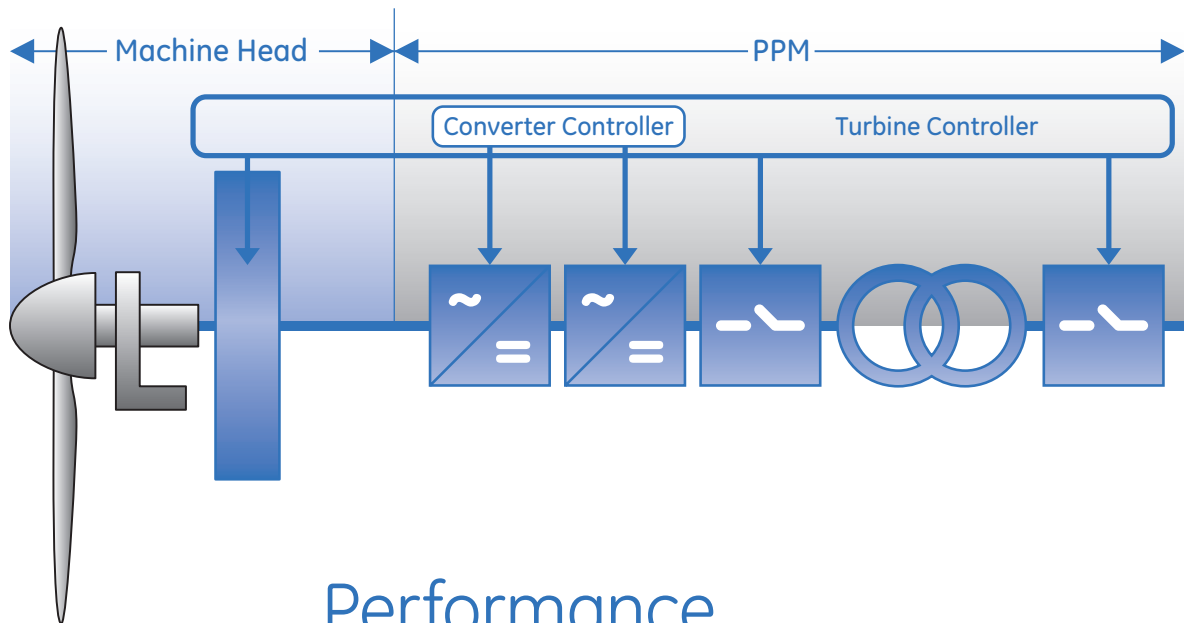 Machine Head
PPM
Converter Controller
Turbine Controller
Performance